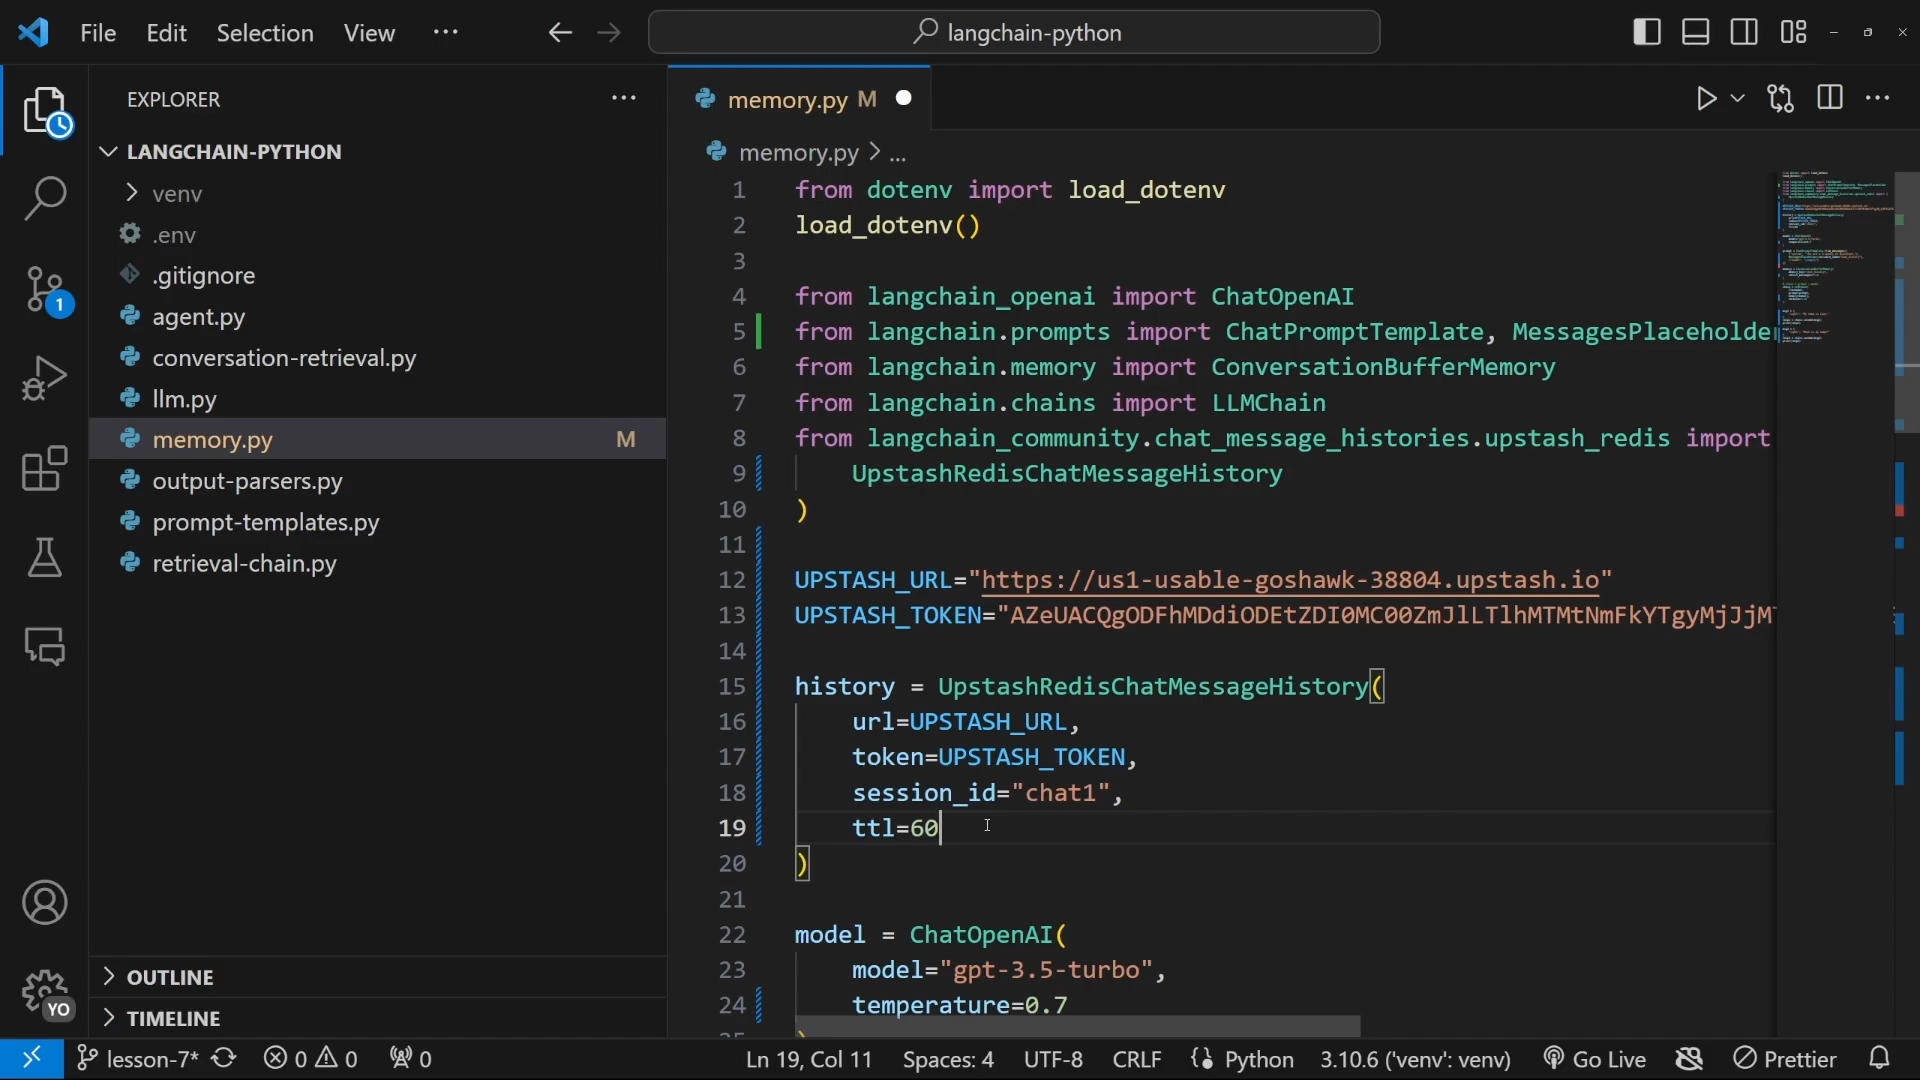 File Edit Selection View ··· langchain-python
EXPLORER ···
LANGCHAIN-PYTHON
venv
.env
.gitignore
agent.py
conversation-retrieval.py
llm.py
memory.py M
output-parsers.py
prompt-templates.py
retrieval-chain.py
OUTLINE
TIMELINE
1
YO
memory.py M
memory.py > ...
1 from dotenv import load_dotenv
2 load_dotenv()
3
4 from langchain_openai import ChatOpenAI
5 from langchain.prompts import ChatPromptTemplate, MessagesPlaceholder
6 from langchain.memory import ConversationBufferMemory
7 from langchain.chains import LLMChain
8 from langchain_community.chat_message_histories.upstash_redis import
9 UpstashRedisChatMessageHistory
10 )
11
12 UPSTASH_URL="https://us1-usable-goshawk-38804.upstash.io"
13 UPSTASH_TOKEN="AZeUACQgODFhMDdiODEtZDI0MC00ZmJlLTlhMTMtNmFkYTgyMjJjM
14
15 history = UpstashRedisChatMessageHistory(
16 url=UPSTASH_URL,
17 token=UPSTASH_TOKEN,
18 session_id="chat1",
19 ttl=60
20 )
21
22 model = ChatOpenAI(
23 model="gpt-3.5-turbo",
24 temperature=0.7
lesson-7* 0 0 0 Ln 19, Col 11 Spaces: 4 UTF-8 CRLF Python 3.10.6 ('venv': venv) Go Live Prettier